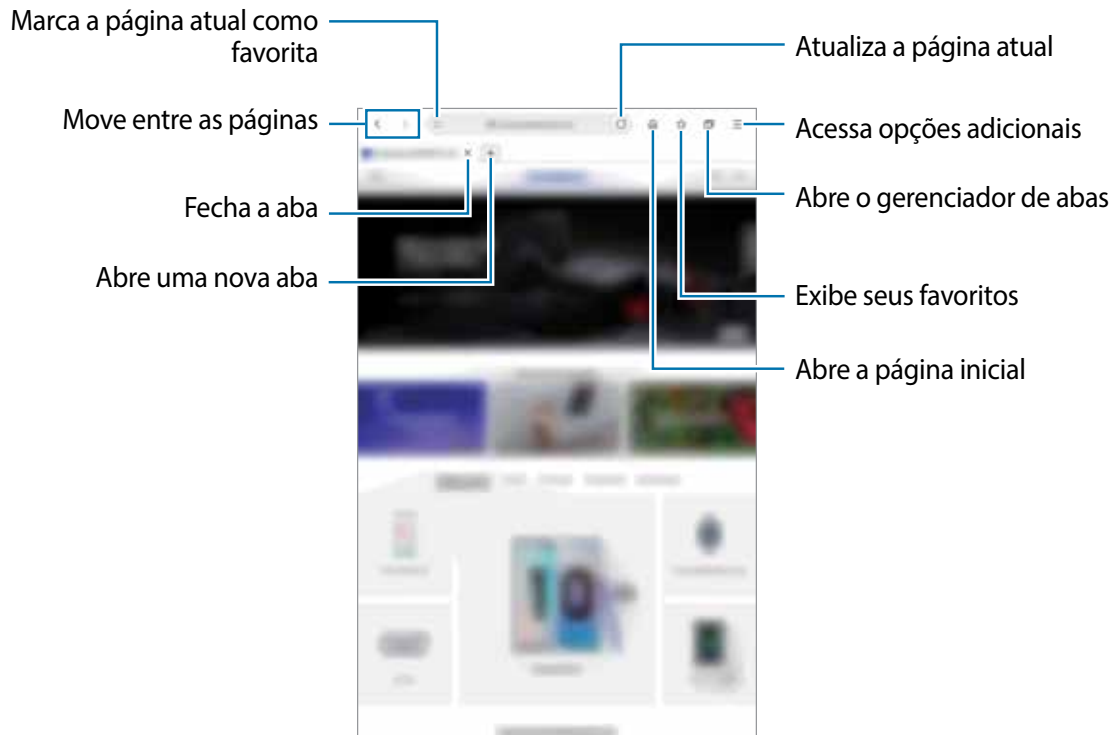 Marca a página atual como
favorita
Move entre as páginas
Fecha a aba
Abre uma nova aba
Atualiza a página atual
Acessa opções adicionais
Abre o gerenciador de abas
Exibe seus favoritos
Abre a página inicial